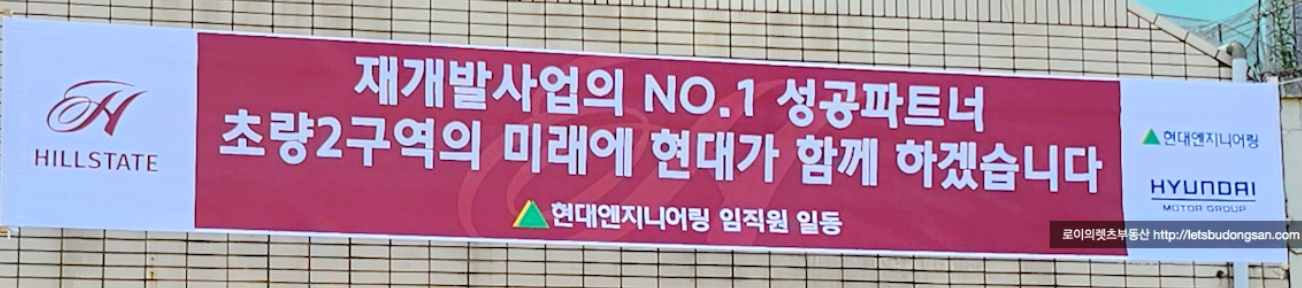 HILLSTATE
재개발사업의 NO.1 성공파트너
초량2구역의 미래에 현대가 함께 하겠습니다
현대엔지니어링 임직원 일동
현대엔지니어링
HYUNDAI
MOTOR GROUP
로이의렛츠부동산 http://letsbudongsan.com